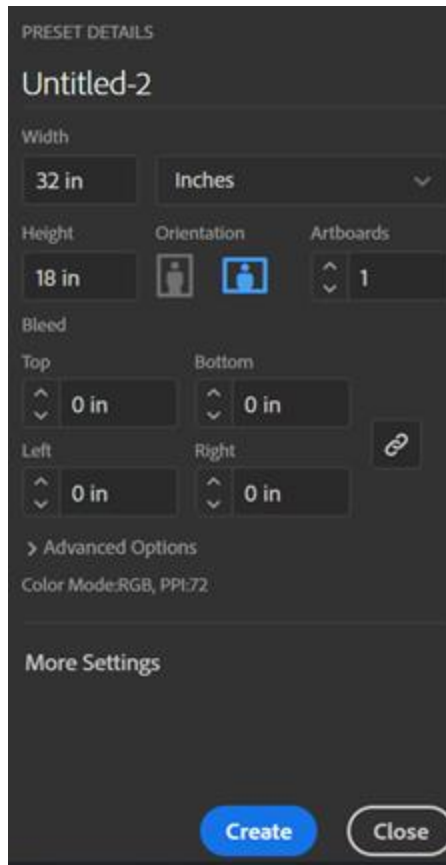 PRESET DETAILS
Untitled-2
Width
32 in Inches
Height Orientation Artboards
18 in 1
Bleed
Top Bottom
0 in 0 in
Left Right
0 in 0 in
Advanced Options
Color Mode:RGB, PPI:72
More Settings
Create Close